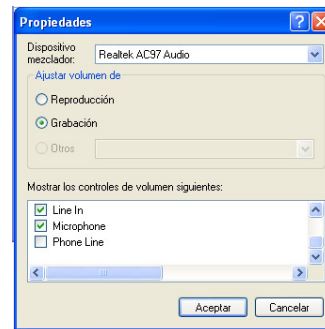 Propiedades
Dispositivo mezclador:
Realtek AC97 Audio
Ajustar volumen de
Reproducción
Grabación
Otros
Mostrar los controles de volumen siguientes:
Line In
Microphone
Phone Line
Aceptar
Cancelar